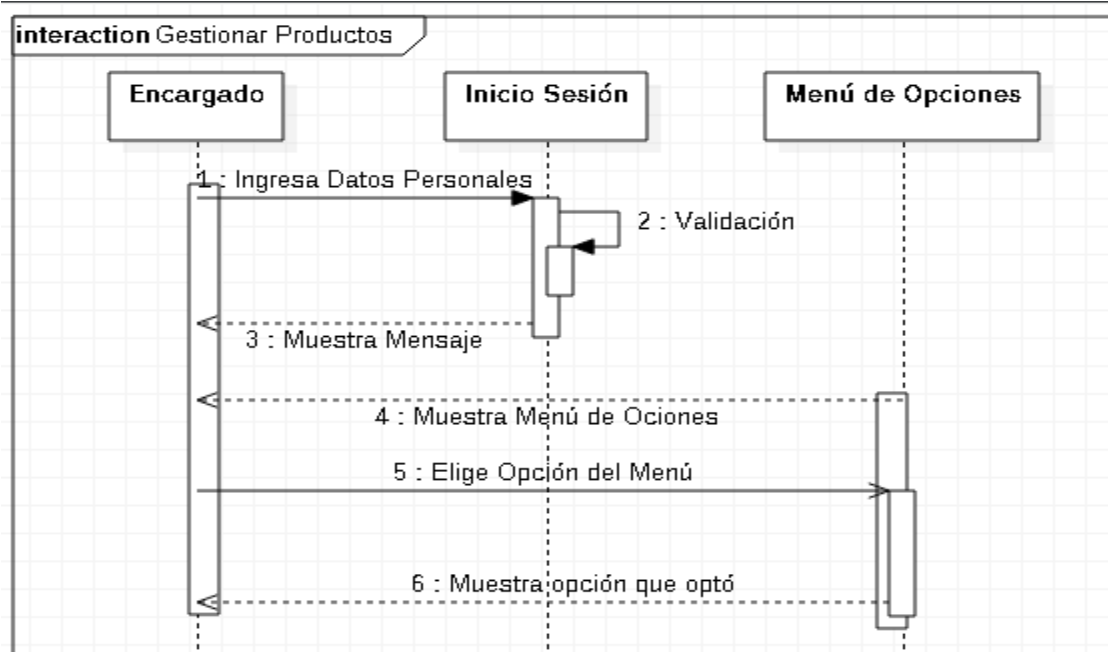 interaction Gestionar Productos
Encargado
Inicio Sesión
Menú de Opciones
1 : Ingresa Datos Personales
2 : Validación
3 : Muestra Mensaje
4 : Muestra Menú de Ociones
5 : Elige Opción del Menú
6 : Muestra opción que optó